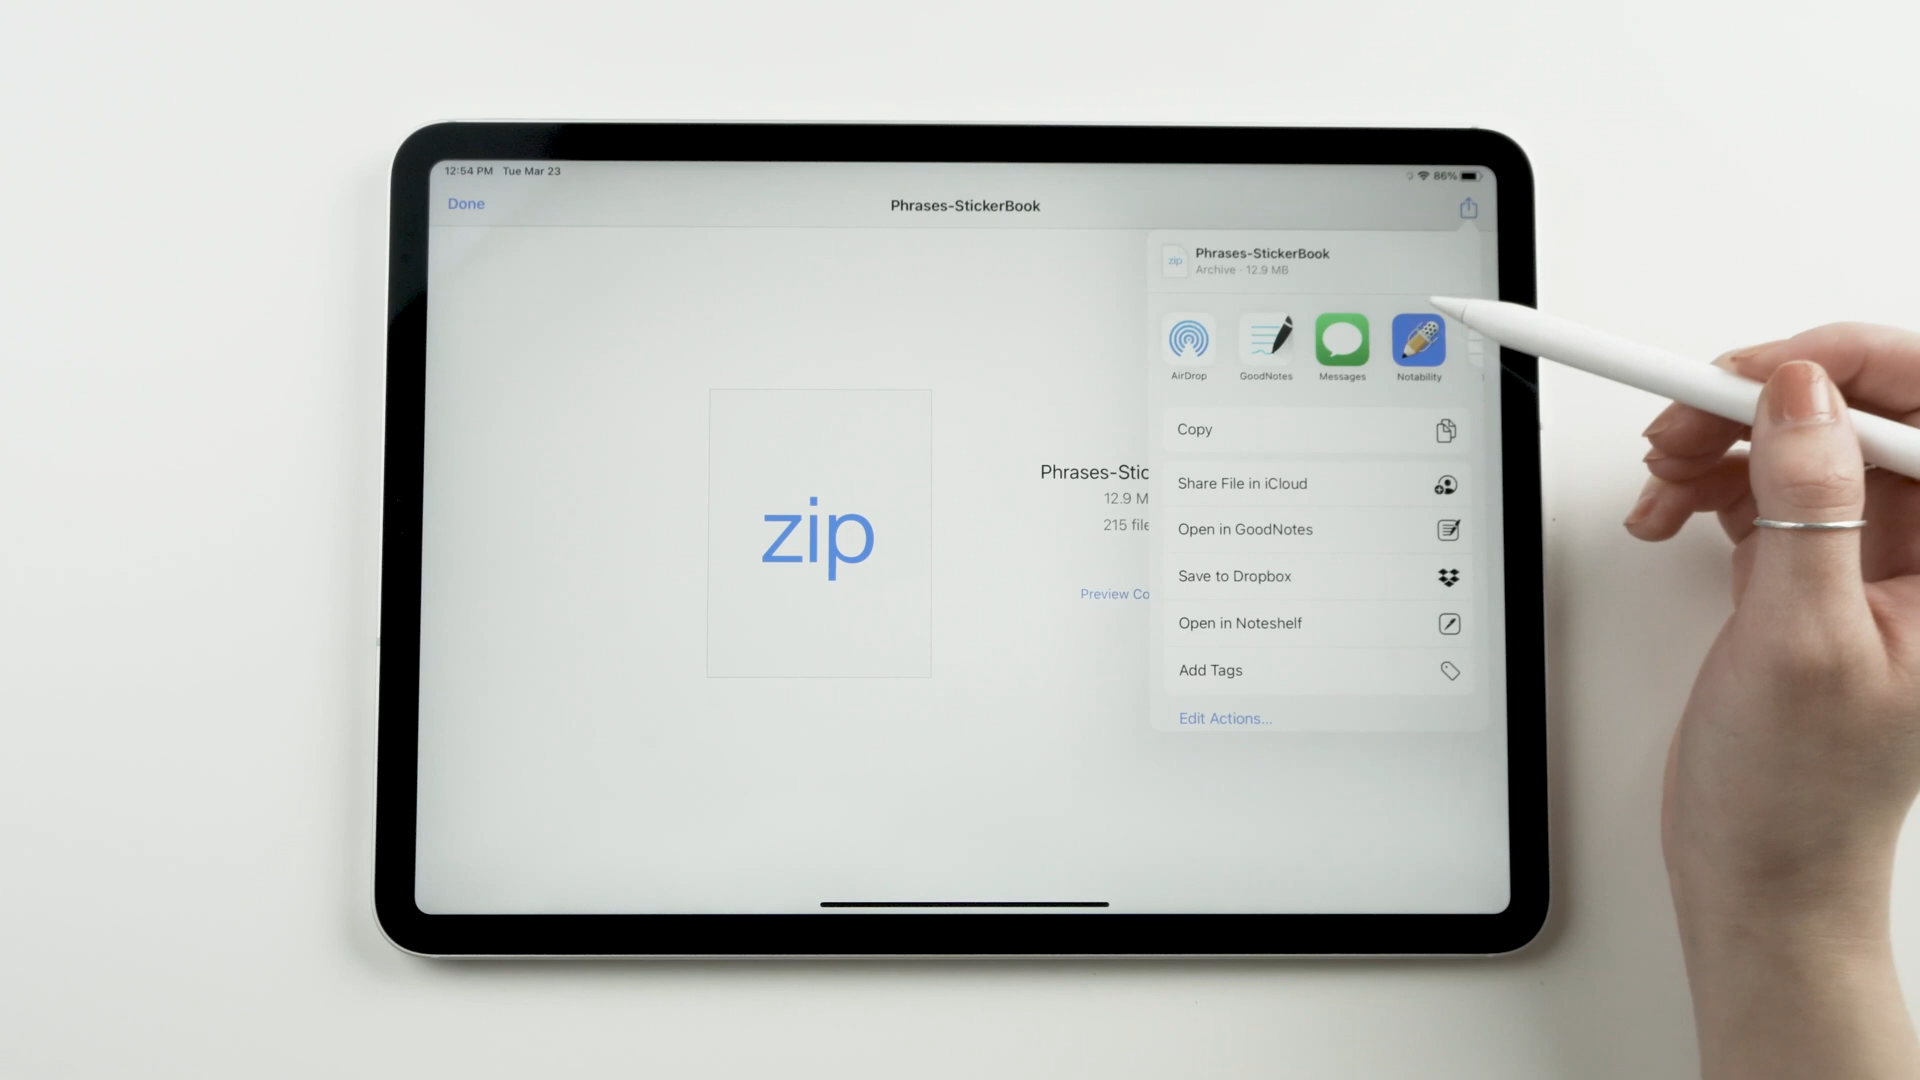 12:54 PM Tue Mar 23
86%
Done
Phrases-StickerBook
zip
Phrases-StickerBook
Archive · 12.9 MB
AirDrop
GoodNotes
Messages
Notability
Copy
Share File in iCloud
Open in GoodNotes
Save to Dropbox
Open in Noteshelf
Add Tags
Edit Actions...
zip
Phrases-Stic
12.9 M
215 file
Preview Co